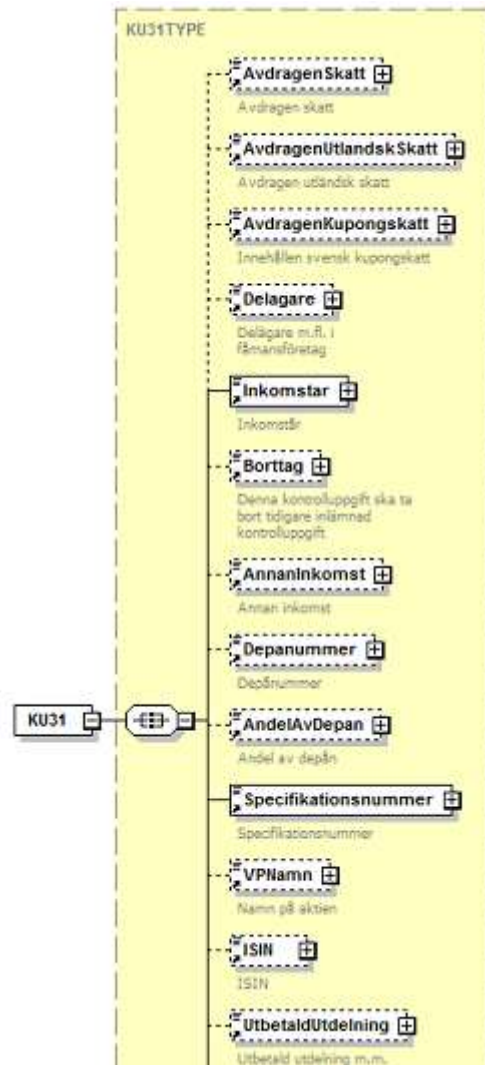 KU31TYPE
AvdragenSkatt
Avdragen skatt
AvdragenUtlandskSkatt
Avdragen utländsk skatt
AvdragenKupongskatt
Innehållen svensk kupongskatt
Delagare
Delägare m.fl. i
fåmansföretag
Inkomstar
Inkomstår
Borttag
Denna kontrolluppgift ska ta
bort tidigare inlämnad
kontrolluppgift
AnnanInkomst
Annan inkomst
Depanummer
Depånummer
KU31
AndelAvDepan
Andel av depån
Specifikationsnummer
Specifikationsnummer
VPNamn
Namn på aktien
ISIN
ISIN
UtbetaldUtdelning
Utbetald utdelning m.m.